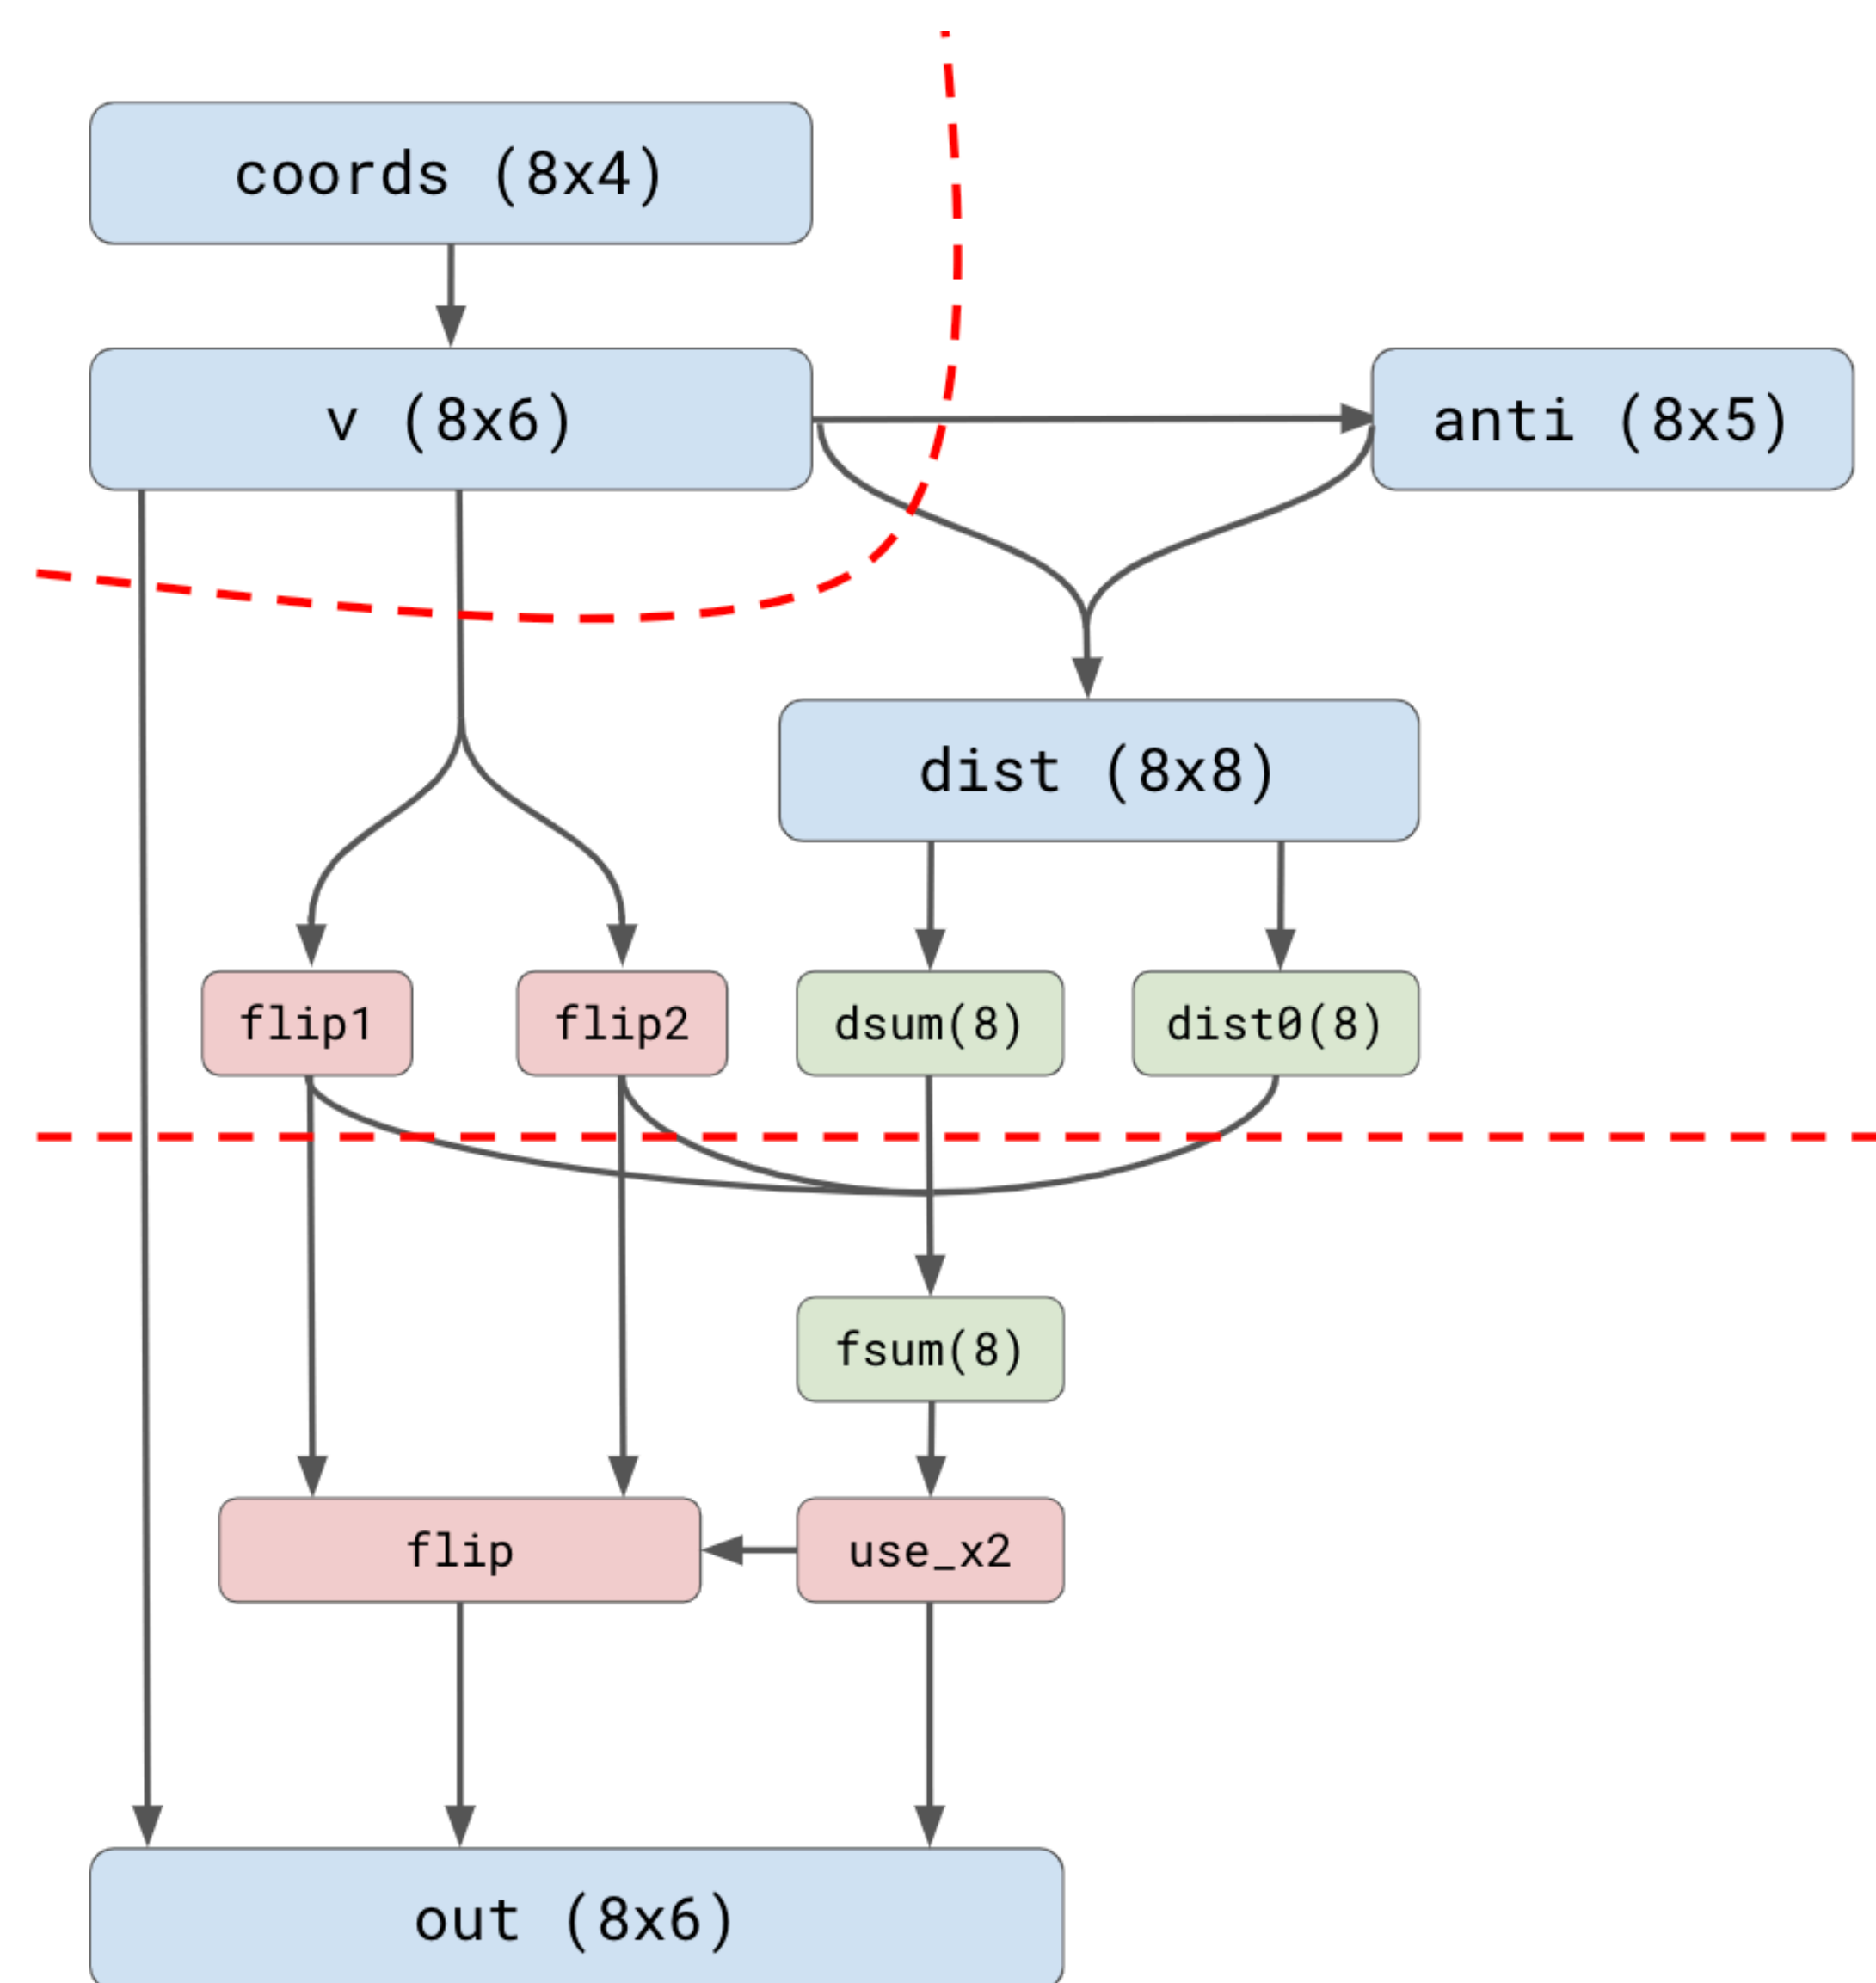 coords (8x4)
v (8x6)
anti (8x5)
dist (8x8)
flip1
flip2
dsum(8)
dist0(8)
fsum(8)
flip
use_x2
out (8x6)